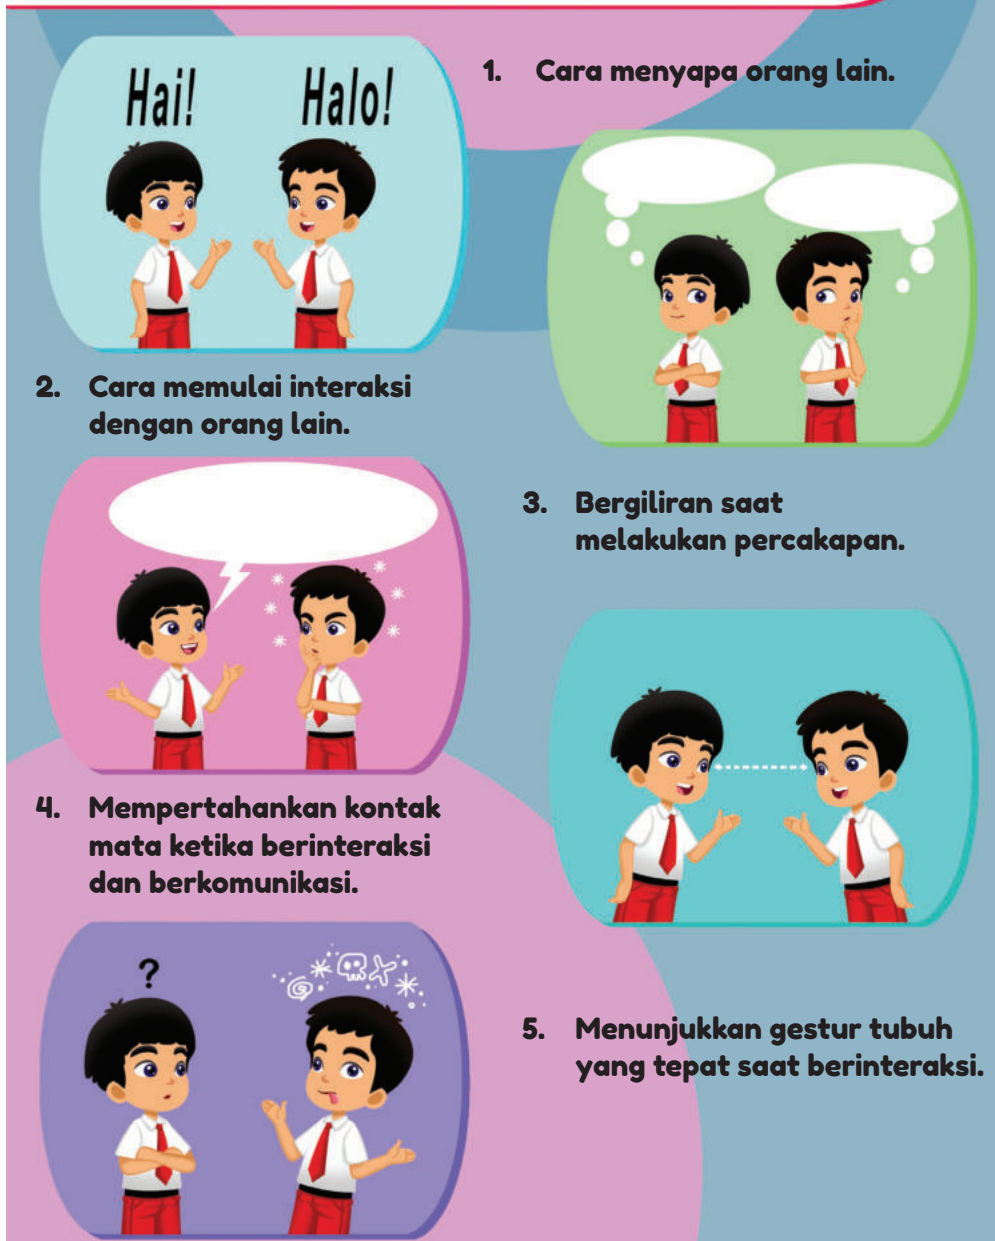 Hai!
Halo!
1. Cara menyapa orang lain.
2. Cara memulai interaksi
dengan orang lain.
3. Bergiliran saat
melakukan percakapan.
4. Mempertahankan kontak
mata ketika berinteraksi
dan berkomunikasi.
?
5. Menunjukkan gestur tubuh
yang tepat saat berinteraksi.